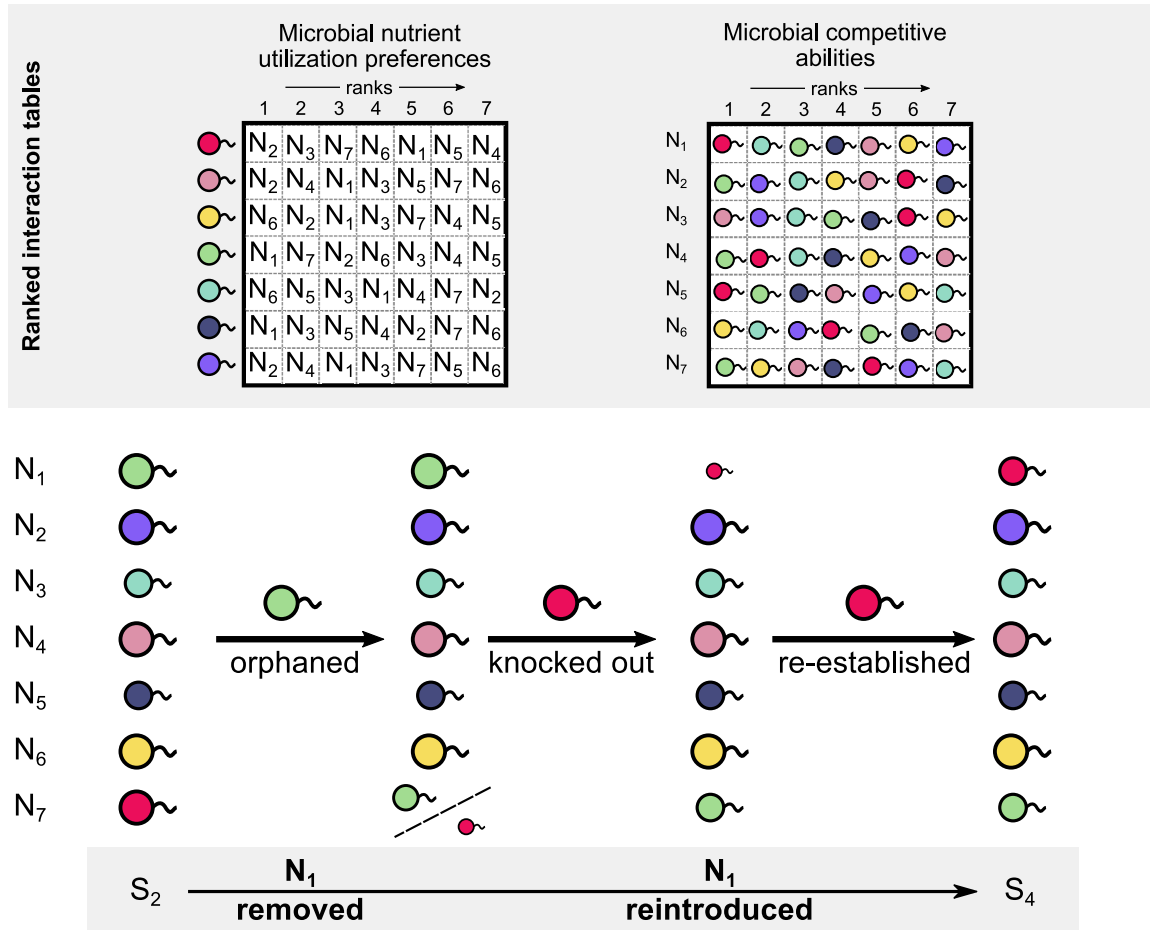 Ranked interaction tables
Microbial nutrient
utilization preferences
ranks
1 2 3 4 5 6 7
N₂ N₃ N₇ N₆ N₁ N₅ N₄
N₂ N₄ N₁ N₃ N₅ N₇ N₆
N₆ N₂ N₁ N₃ N₇ N₄ N₅
N₁ N₇ N₂ N₆ N₃ N₄ N₅
N₆ N₅ N₃ N₁ N₄ N₇ N₂
N₁ N₃ N₅ N₄ N₂ N₇ N₆
N₂ N₄ N₁ N₃ N₇ N₅ N₆
Microbial competitive
abilities
ranks
1 2 3 4 5 6 7
N₁
N₂
N₃
N₄
N₅
N₆
N₇
N₁
N₂
N₃
N₄
N₅
N₆
N₇
orphaned
knocked out
re-established
S₂
N₁
removed
N₁
reintroduced
S₄